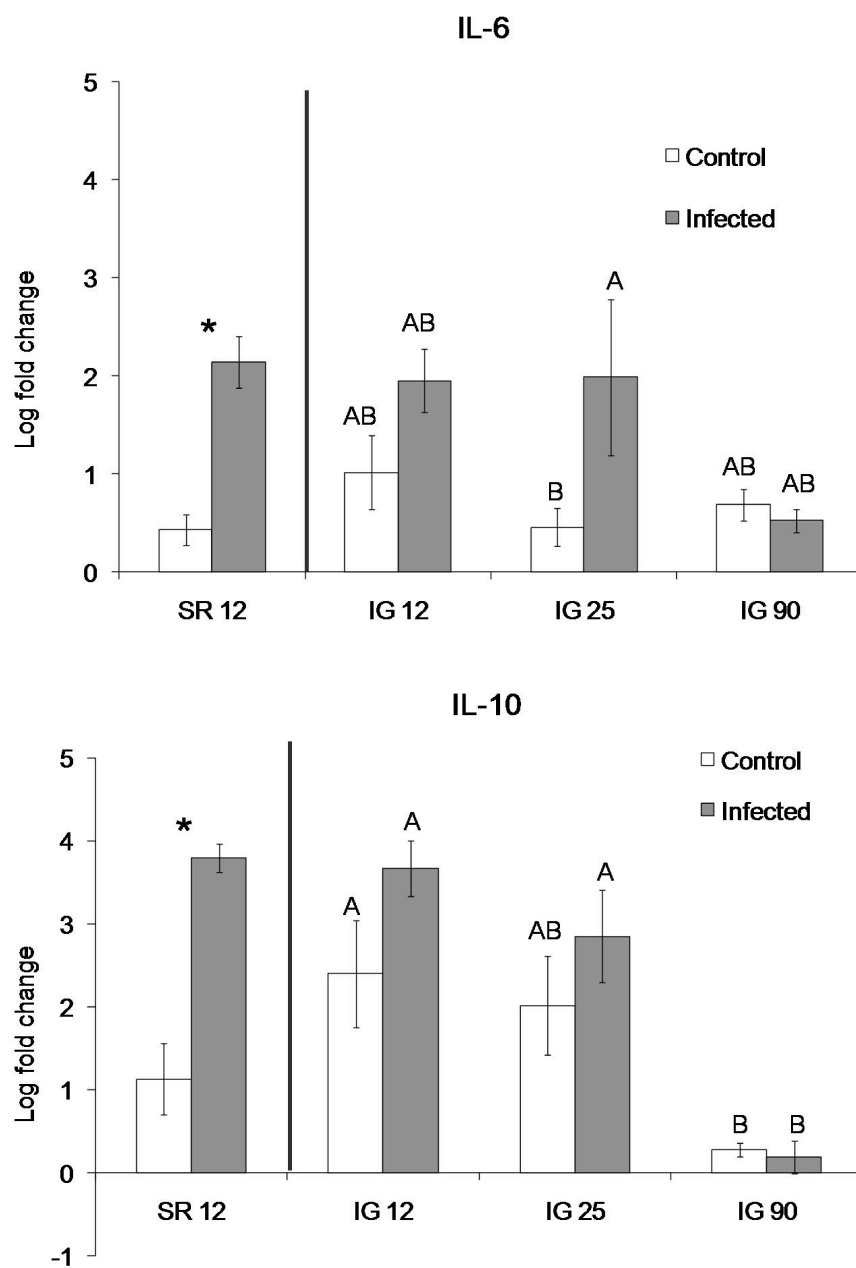 IL-6
5
4
3
2
1
0
Log fold change
Control
Infected
*
AB
AB
B
A
AB
AB
SR 12 IG 12 IG 25 IG 90
IL-10
5
4
3
2
1
0
-1
Log fold change
Control
Infected
*
A
A
AB
A
B
B
SR 12 IG 12 IG 25 IG 90